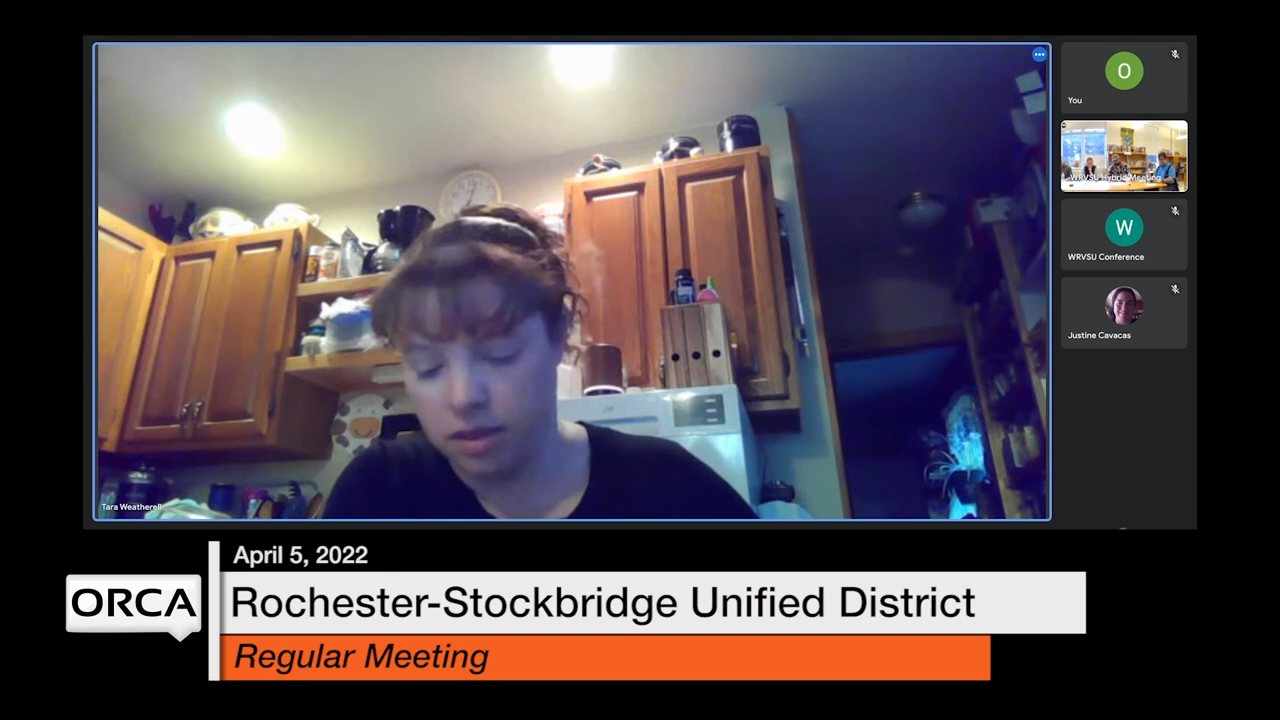 Tara Weatherell
O
You
WRVSU Hybrid Meeting
W
WRVSU Conference
Justine Cavacas
April 5, 2022
ORCA
Rochester-Stockbridge Unified District
Regular Meeting